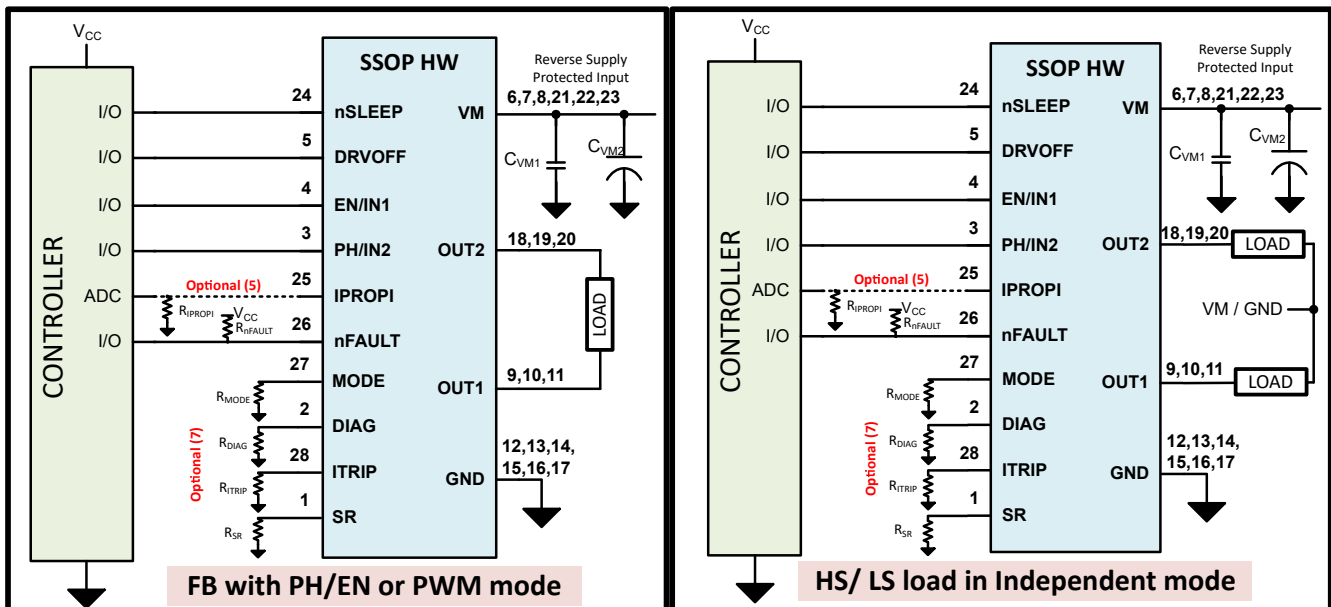 VCC
CONTROLLER
I/O
I/O
I/O
I/O
ADC
I/O
24
5
4
3
Optional (5)
25
RIPROPI
VCC
RnFAULT
26
27
RMODE
2
RDIAG
Optional (7)
28
RITRIP
1
RSR
SSOP HW
nSLEEP
DRVOFF
EN/IN1
PH/IN2
IPROPI
nFAULT
MODE
DIAG
ITRIP
SR
VM
OUT2
OUT1
GND
Reverse Supply
Protected Input
6,7,8,21,22,23
CVM1
CVM2
18,19,20
LOAD
9,10,11
12,13,14,
15,16,17
FB with PH/EN or PWM mode
VCC
CONTROLLER
I/O
I/O
I/O
I/O
ADC
I/O
24
5
4
3
Optional (5)
25
RIPROPI
VCC
RnFAULT
26
27
RMODE
2
RDIAG
Optional (7)
28
RITRIP
1
RSR
SSOP HW
nSLEEP
DRVOFF
EN/IN1
PH/IN2
IPROPI
nFAULT
MODE
DIAG
ITRIP
SR
VM
OUT2
OUT1
GND
Reverse Supply
Protected Input
6,7,8,21,22,23
CVM1
CVM2
18,19,20
LOAD
VM / GND
9,10,11
LOAD
12,13,14,
15,16,17
HS/ LS load in Independent mode